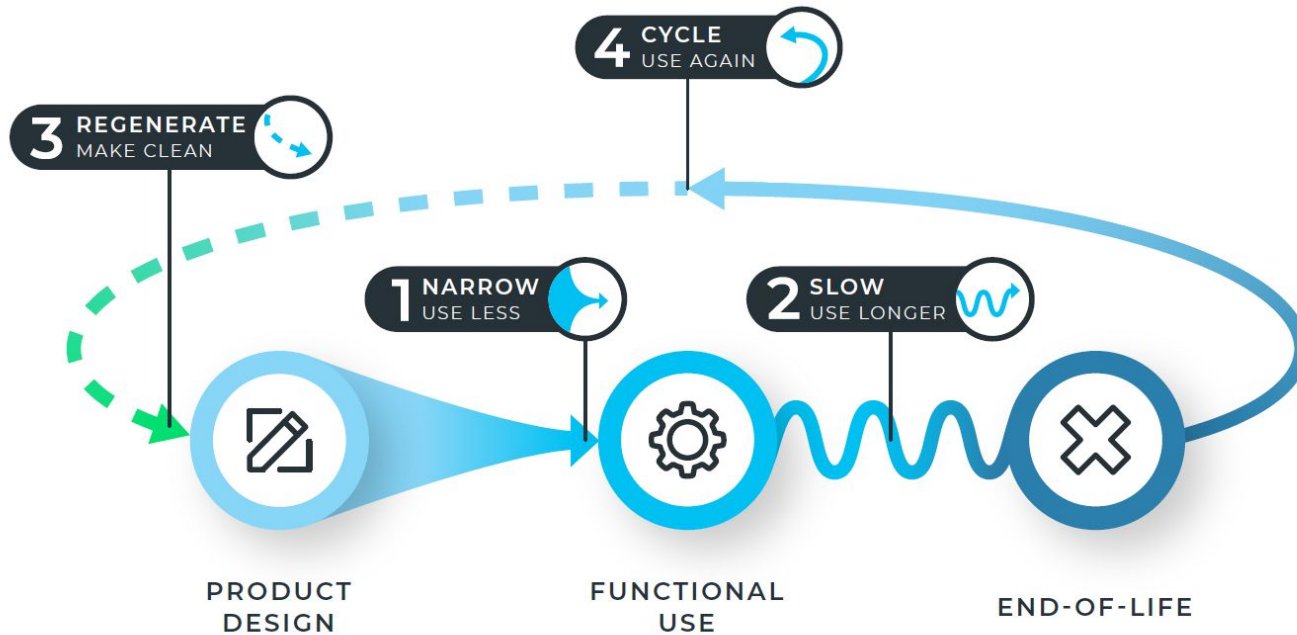 4 CYCLE
USE AGAIN
3 REGENERATE
MAKE CLEAN
1 NARROW
USE LESS
2 SLOW
USE LONGER
PRODUCT
DESIGN
FUNCTIONAL
USE
END-OF-LIFE